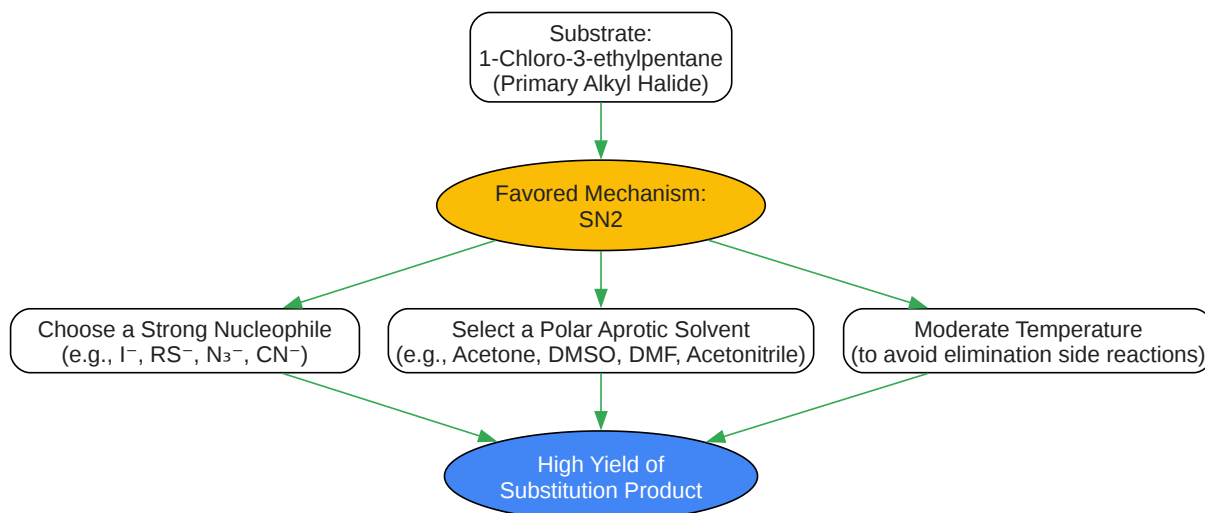 Substrate:
1-Chloro-3-ethylpentane
(Primary Alkyl Halide)
Favored Mechanism:
SN2
Choose a Strong Nucleophile
(e.g., I⁻, RS⁻, N₃⁻, CN⁻)
Select a Polar Aprotic Solvent
(e.g., Acetone, DMSO, DMF, Acetonitrile)
Moderate Temperature
(to avoid elimination side reactions)
High Yield of
Substitution Product